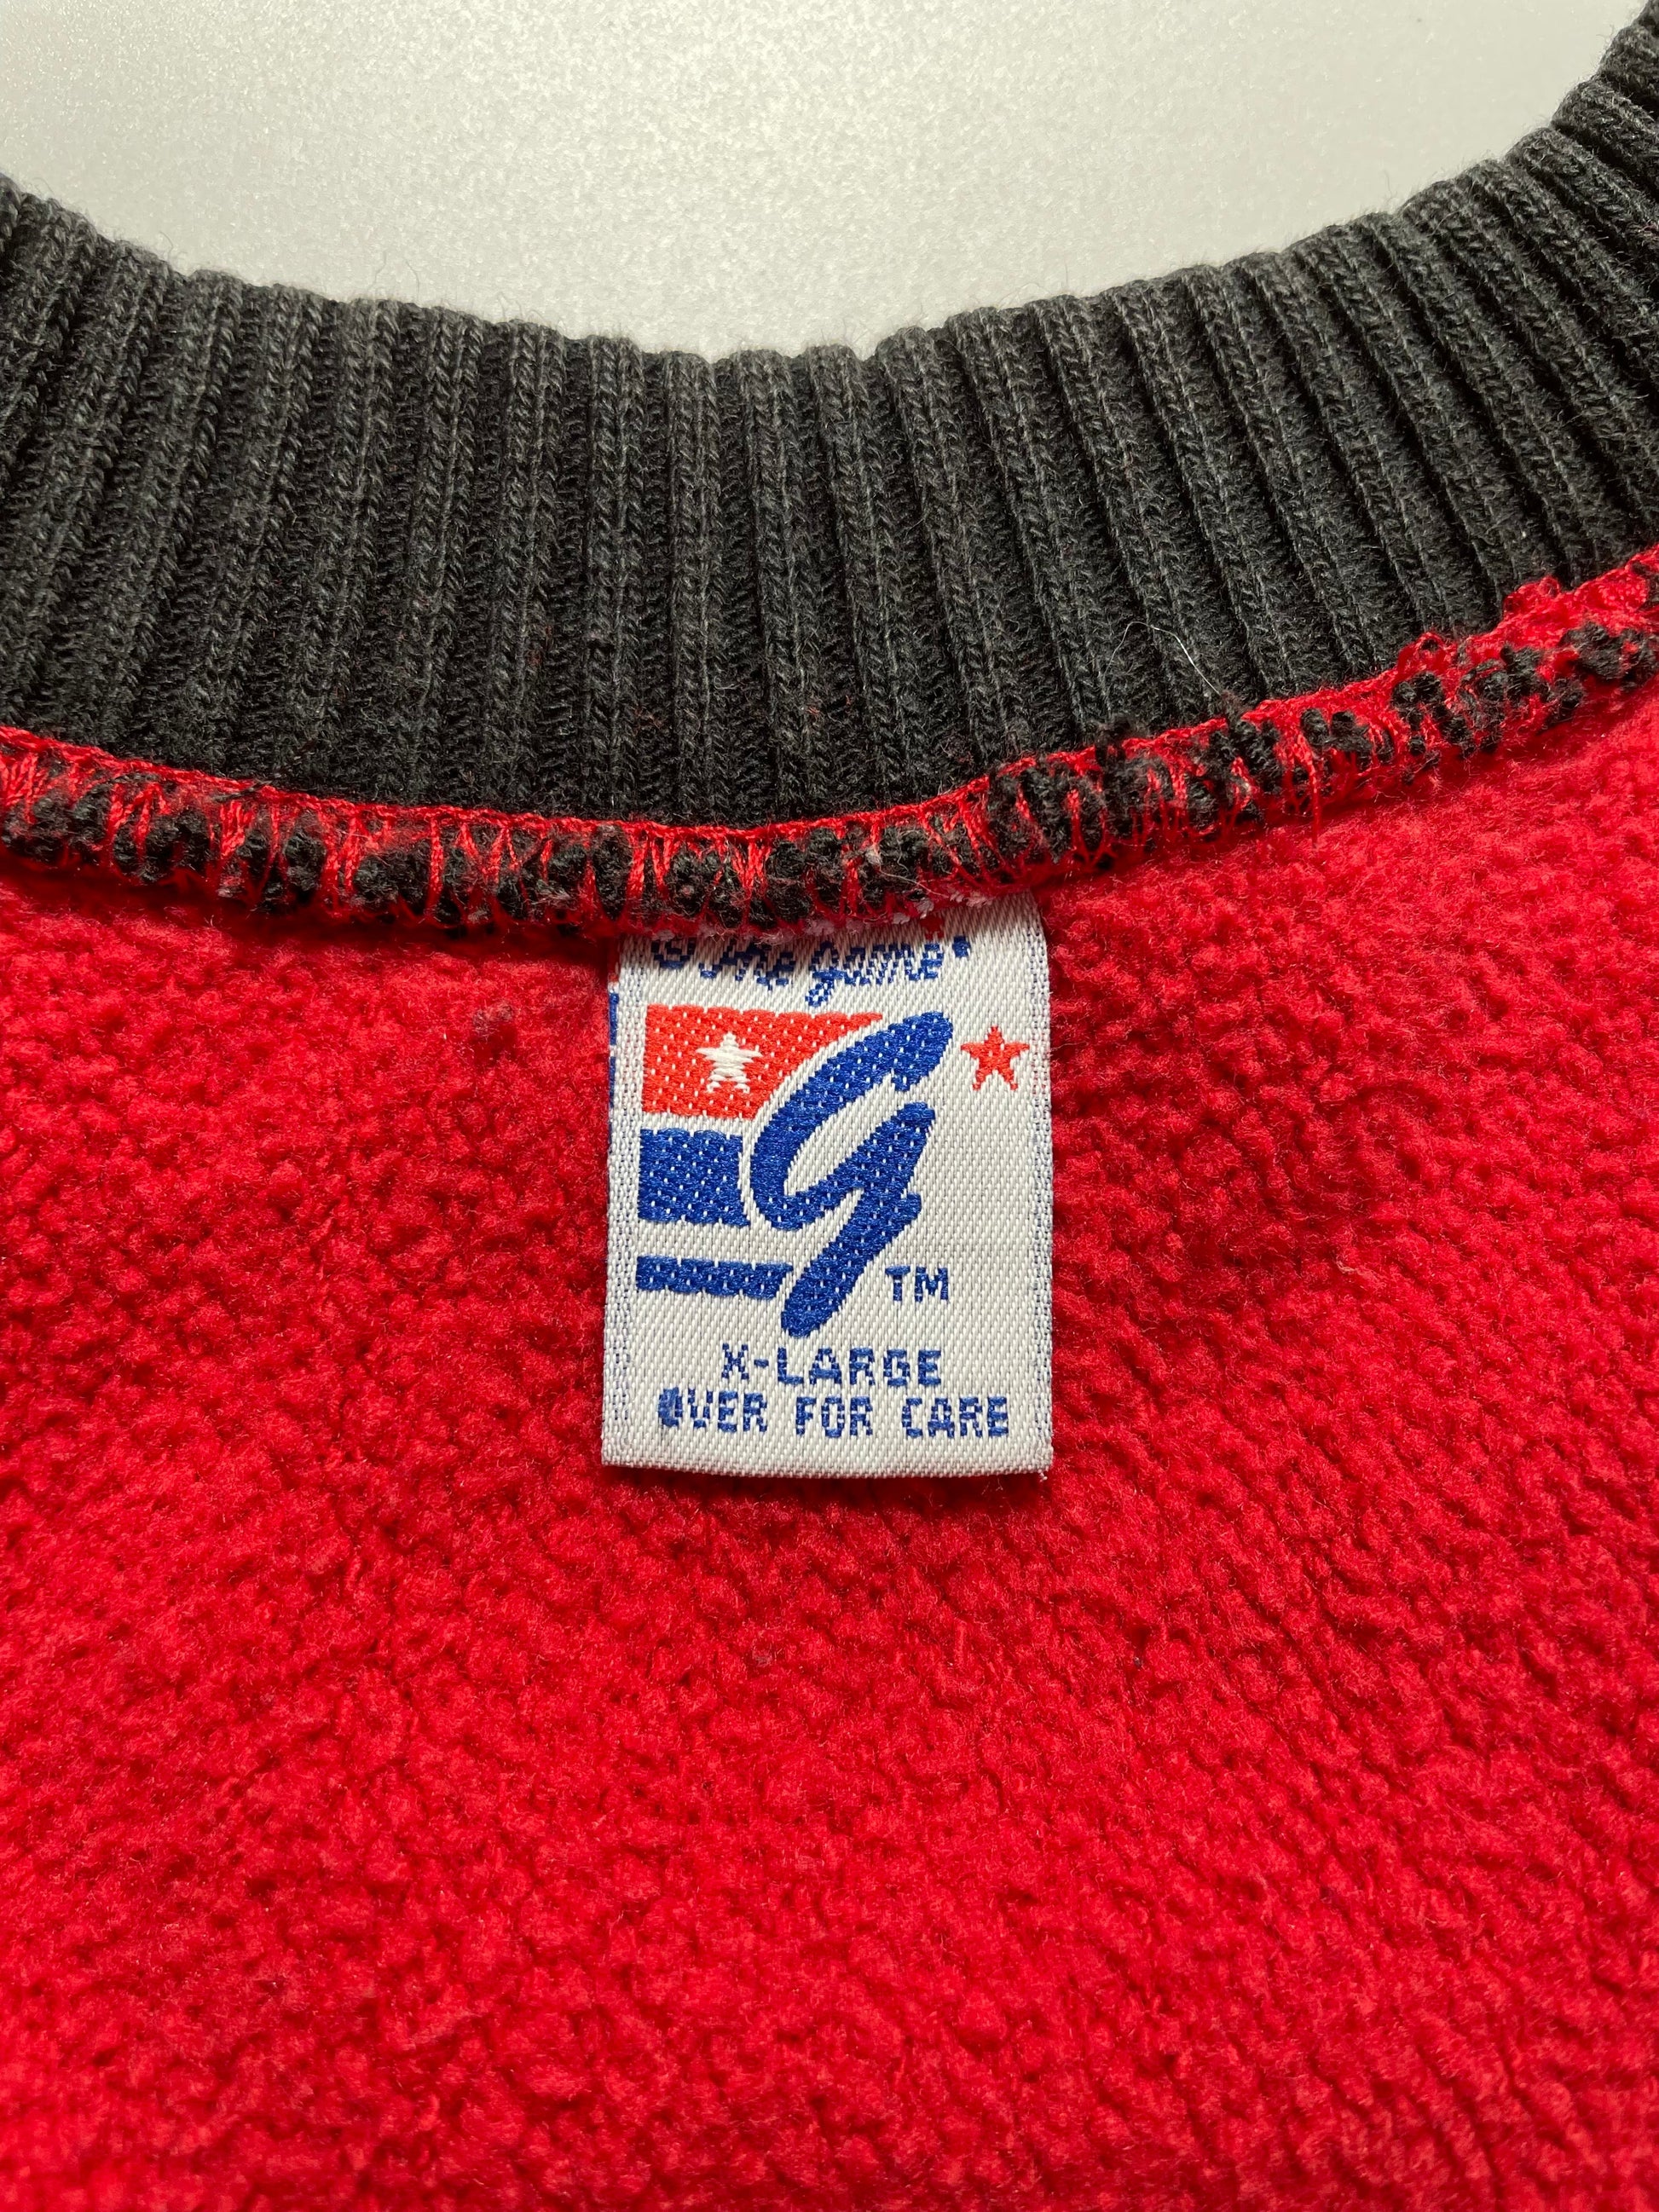 the game
G TM
X-LARGE
OVER FOR CARE